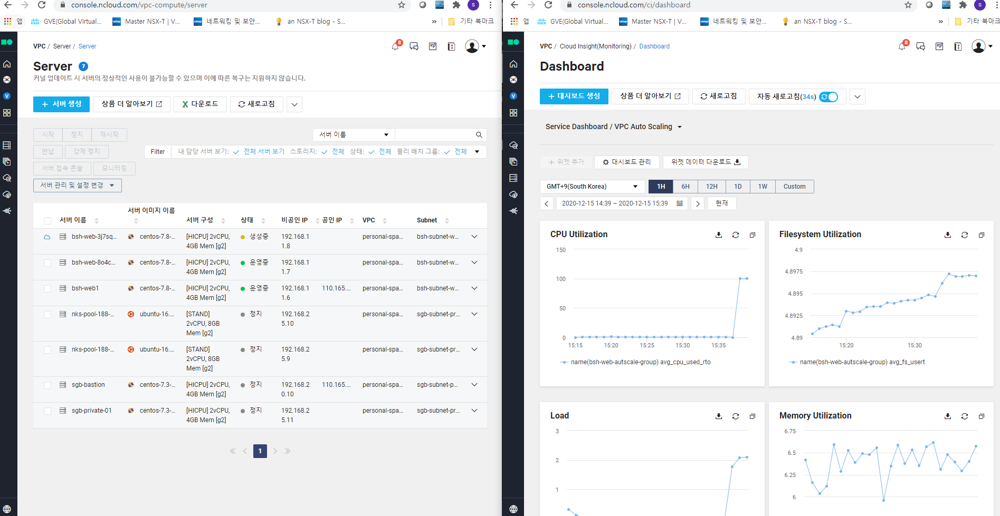 console.ncloud.com/vpc-compute/server
앱
GVE(Global Virtual...
Master NSX-T | V...
네트워킹 및 보안...
an NSX-T blog - S...
»
기타 북마크
VPC / Server / Server
8
Server 7
커널 업데이트 시 서버의 정상적인 사용이 불가능할 수 있으며 이에 따른 복구는 지원하지 않습니다.
+ 서버 생성
상품 더 알아보기
X 다운로드
새로고침
시작 정지 재시작
서버 이름
반납 강제 정지
Filter 내 담당 서버 보기: 전체 서버 보기 스토리지: 전체 상태: 전체 물리 배치 그룹: 전체
서버 접속 콘솔 모니터링
서버 관리 및 설정 변경
서버 이름 서버 이미지 이름 서버 구성 상태 비공인 IP 공인 IP VPC Subnet
bsh-web-3j7sq... centos-7.8-... [HICPU] 2vCPU, 생성중 192.168.1 personal-spa... bsh-subnet-w...
4GB Mem [g2] 1.8
bsh-web-8o4c... centos-7.8-... [HICPU] 2vCPU, 운영중 192.168.1 personal-spa... bsh-subnet-w...
4GB Mem [g2] 1.7
bsh-web1 centos-7.8-... [HICPU] 2vCPU, 운영중 192.168.1 110.165.... personal-spa... bsh-subnet-w...
4GB Mem [g2] 1.6
nks-pool-188-... ubuntu-16.... [STAND] 정지 192.168.2 personal-spa... sgb-subnet-pr...
2vCPU, 8GB 5.10
Mem [g2]
nks-pool-188-... ubuntu-16.... [STAND] 정지 192.168.2 personal-spa... sgb-subnet-pr...
2vCPU, 8GB 5.9
Mem [g2]
sgb-bastion centos-7.3-... [HICPU] 2vCPU, 정지 192.168.2 110.165.... personal-spa... sgb-subnet-p...
4GB Mem [g2] 0.10
sgb-private-01 centos-7.3-... [HICPU] 2vCPU, 정지 192.168.2 personal-spa... sgb-subnet-pr...
4GB Mem [g2] 5.11
« < 1 > »
console.ncloud.com/ci/dashboard
앱
GVE(Global Virtual...
Master NSX-T | V...
네트워킹 및 보안...
an NSX-T blog - S...
»
기타 북마크
VPC / Cloud Insight(Monitoring) / Dashboard
8
Dashboard
+ 대시보드 생성
상품 더 알아보기
새로고침
자동 새로고침(34s)
Service Dashboard / VPC Auto Scaling
+ 위젯 추가
대시보드 관리
위젯 데이터 다운로드
GMT+9(South Korea)
1H 6H 12H 1D 1W Custom
2020-12-15 14:39 ~ 2020-12-15 15:39
현재
CPU Utilization
150
100
50
0
15:15 15:20 15:25 15:30 15:35
name(bsh-web-autscale-group) avg_cpu_used_rto
Filesystem Utilization
4.9
4.8975
4.895
4.8925
4.89
15:20 15:30
name(bsh-web-autscale-group) avg_fs_usert
Load
3
2
1
Memory Utilization
6.75
6.5
6.25
6